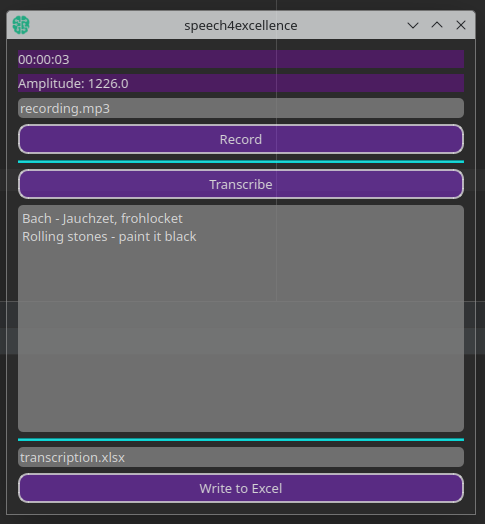 speech4excellence
00:00:03
Amplitude: 1226.0
recording.mp3
Record
Transcribe
Bach - Jauchzet, frohlocket
Rolling stones - paint it black
transcription.xlsx
Write to Excel